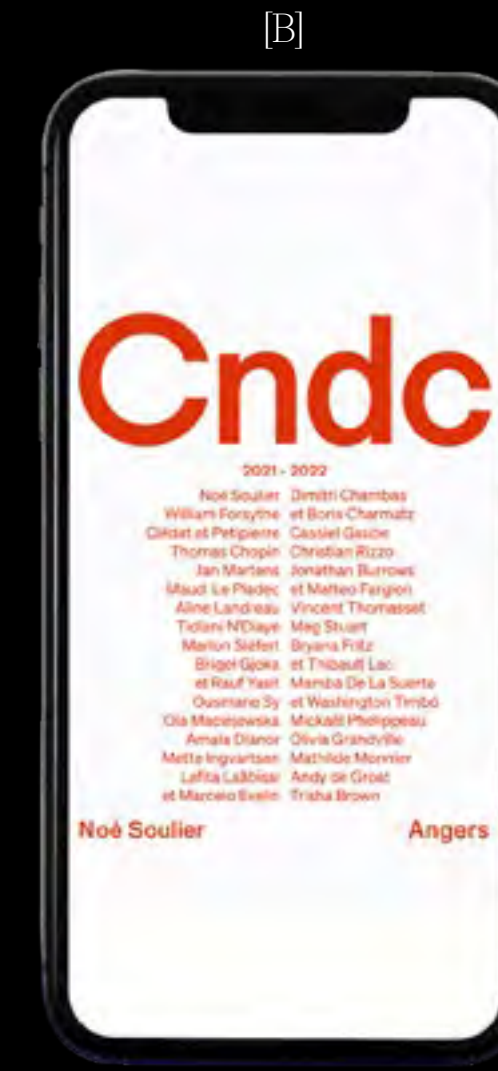 [B]
Cndc
2021 - 2022
Noé Soulier Dimitri Chamblas
William Forsythe et Boris Charmatz
Clédat et Petitpierre Cassiel Gaube
Thomas Chopin Christian Rizzo
Jan Martens Jonathan Burrows
Maud Le Pladec et Matteo Fargion
Aline Landreau Vincent Thomasset
Tidiani N'Diaye Meg Stuart
Marion Siéfert Bryana Fritz
Brigel Gjoka et Thibault Lac
et Rauf Yasit Mamba De La Suerte
Ousmane Sy et Washington Timbó
Ola Maciejewska Mickaël Phelippeau
Amala Dianor Olivia Grandville
Mette Ingvartsen Mathilde Monnier
Latifa Laâbissi Andy de Groat
et Marcelo Evelin Trisha Brown
Noé Soulier Angers